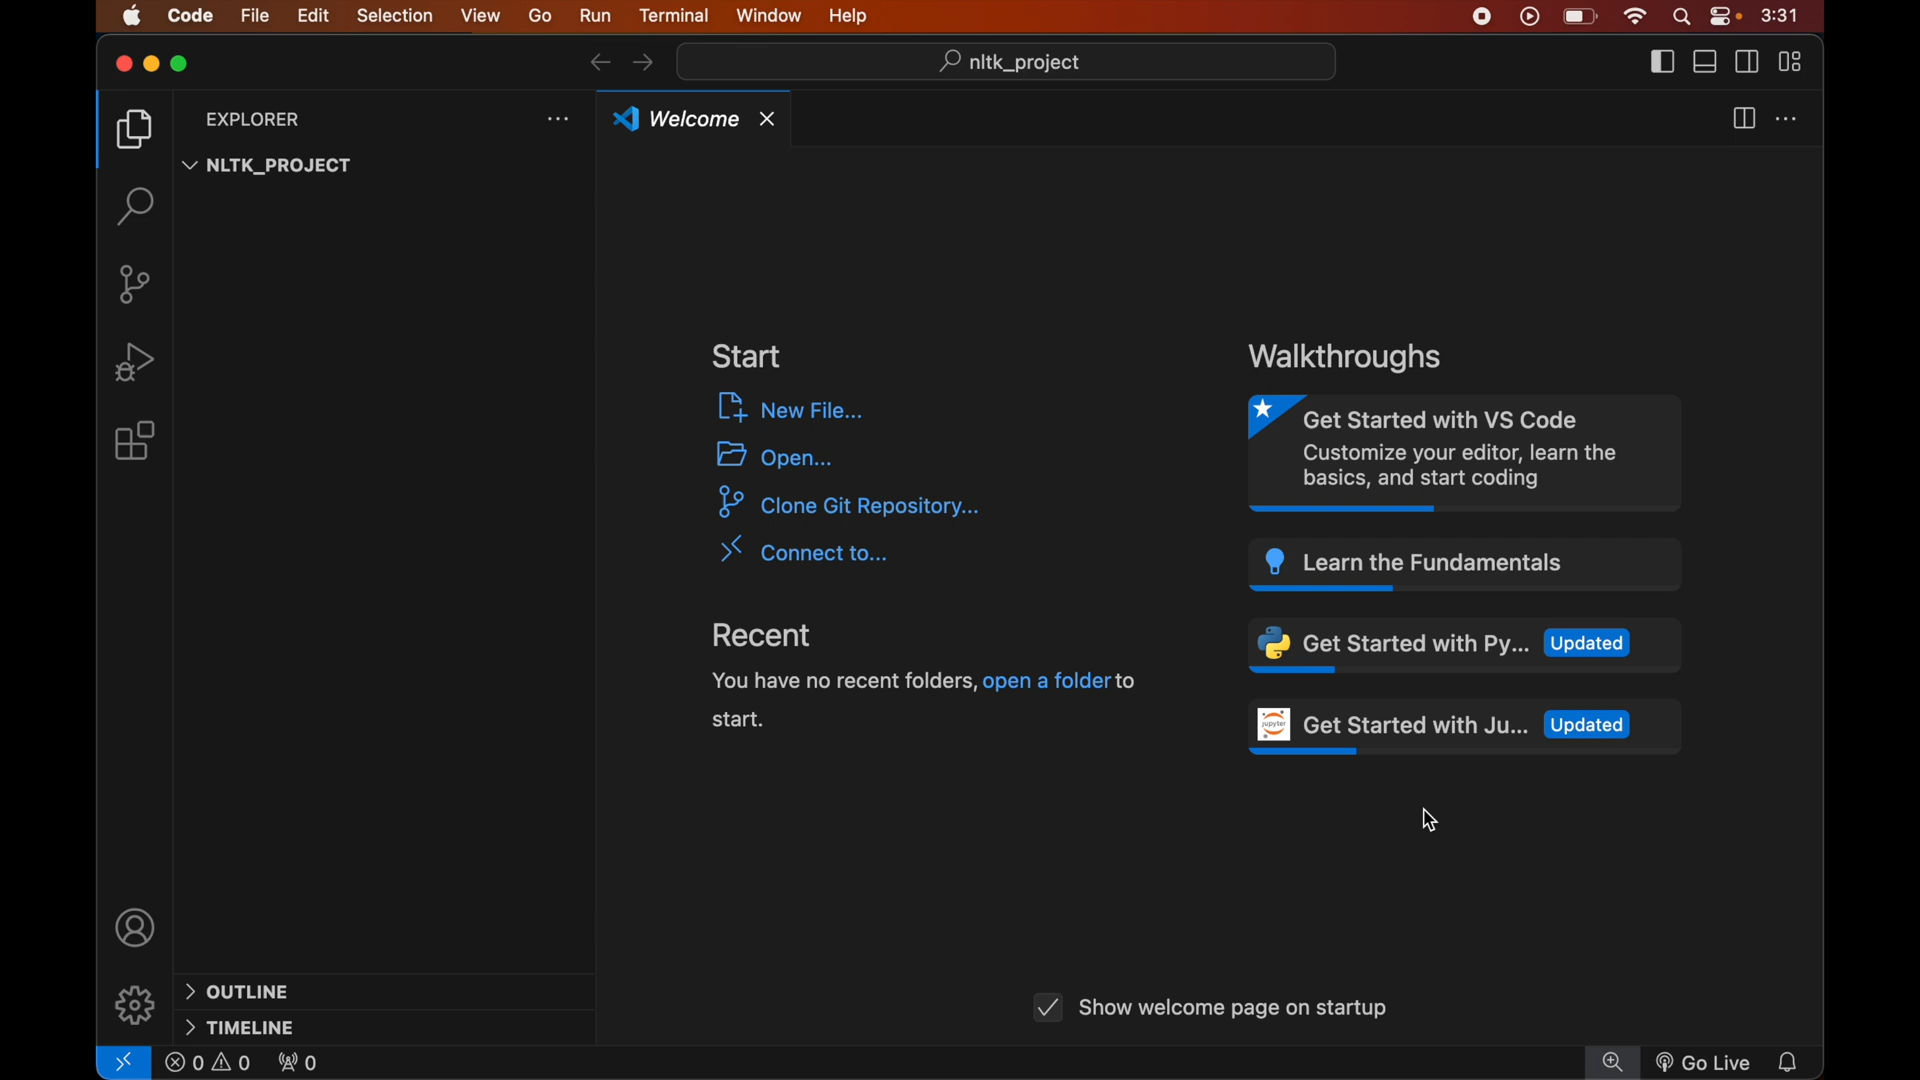 Code File Edit Selection View Go Run Terminal Window Help 3:31
nltk_project
EXPLORER
Welcome
NLTK_PROJECT
Start
New File...
Open...
Clone Git Repository...
Connect to...
Recent
You have no recent folders, open a folder to
start.
Walkthroughs
Get Started with VS Code
Customize your editor, learn the
basics, and start coding
Learn the Fundamentals
Get Started with Py... Updated
jupyter
Get Started with Ju... Updated
OUTLINE
TIMELINE
Show welcome page on startup
0 0 0
Go Live